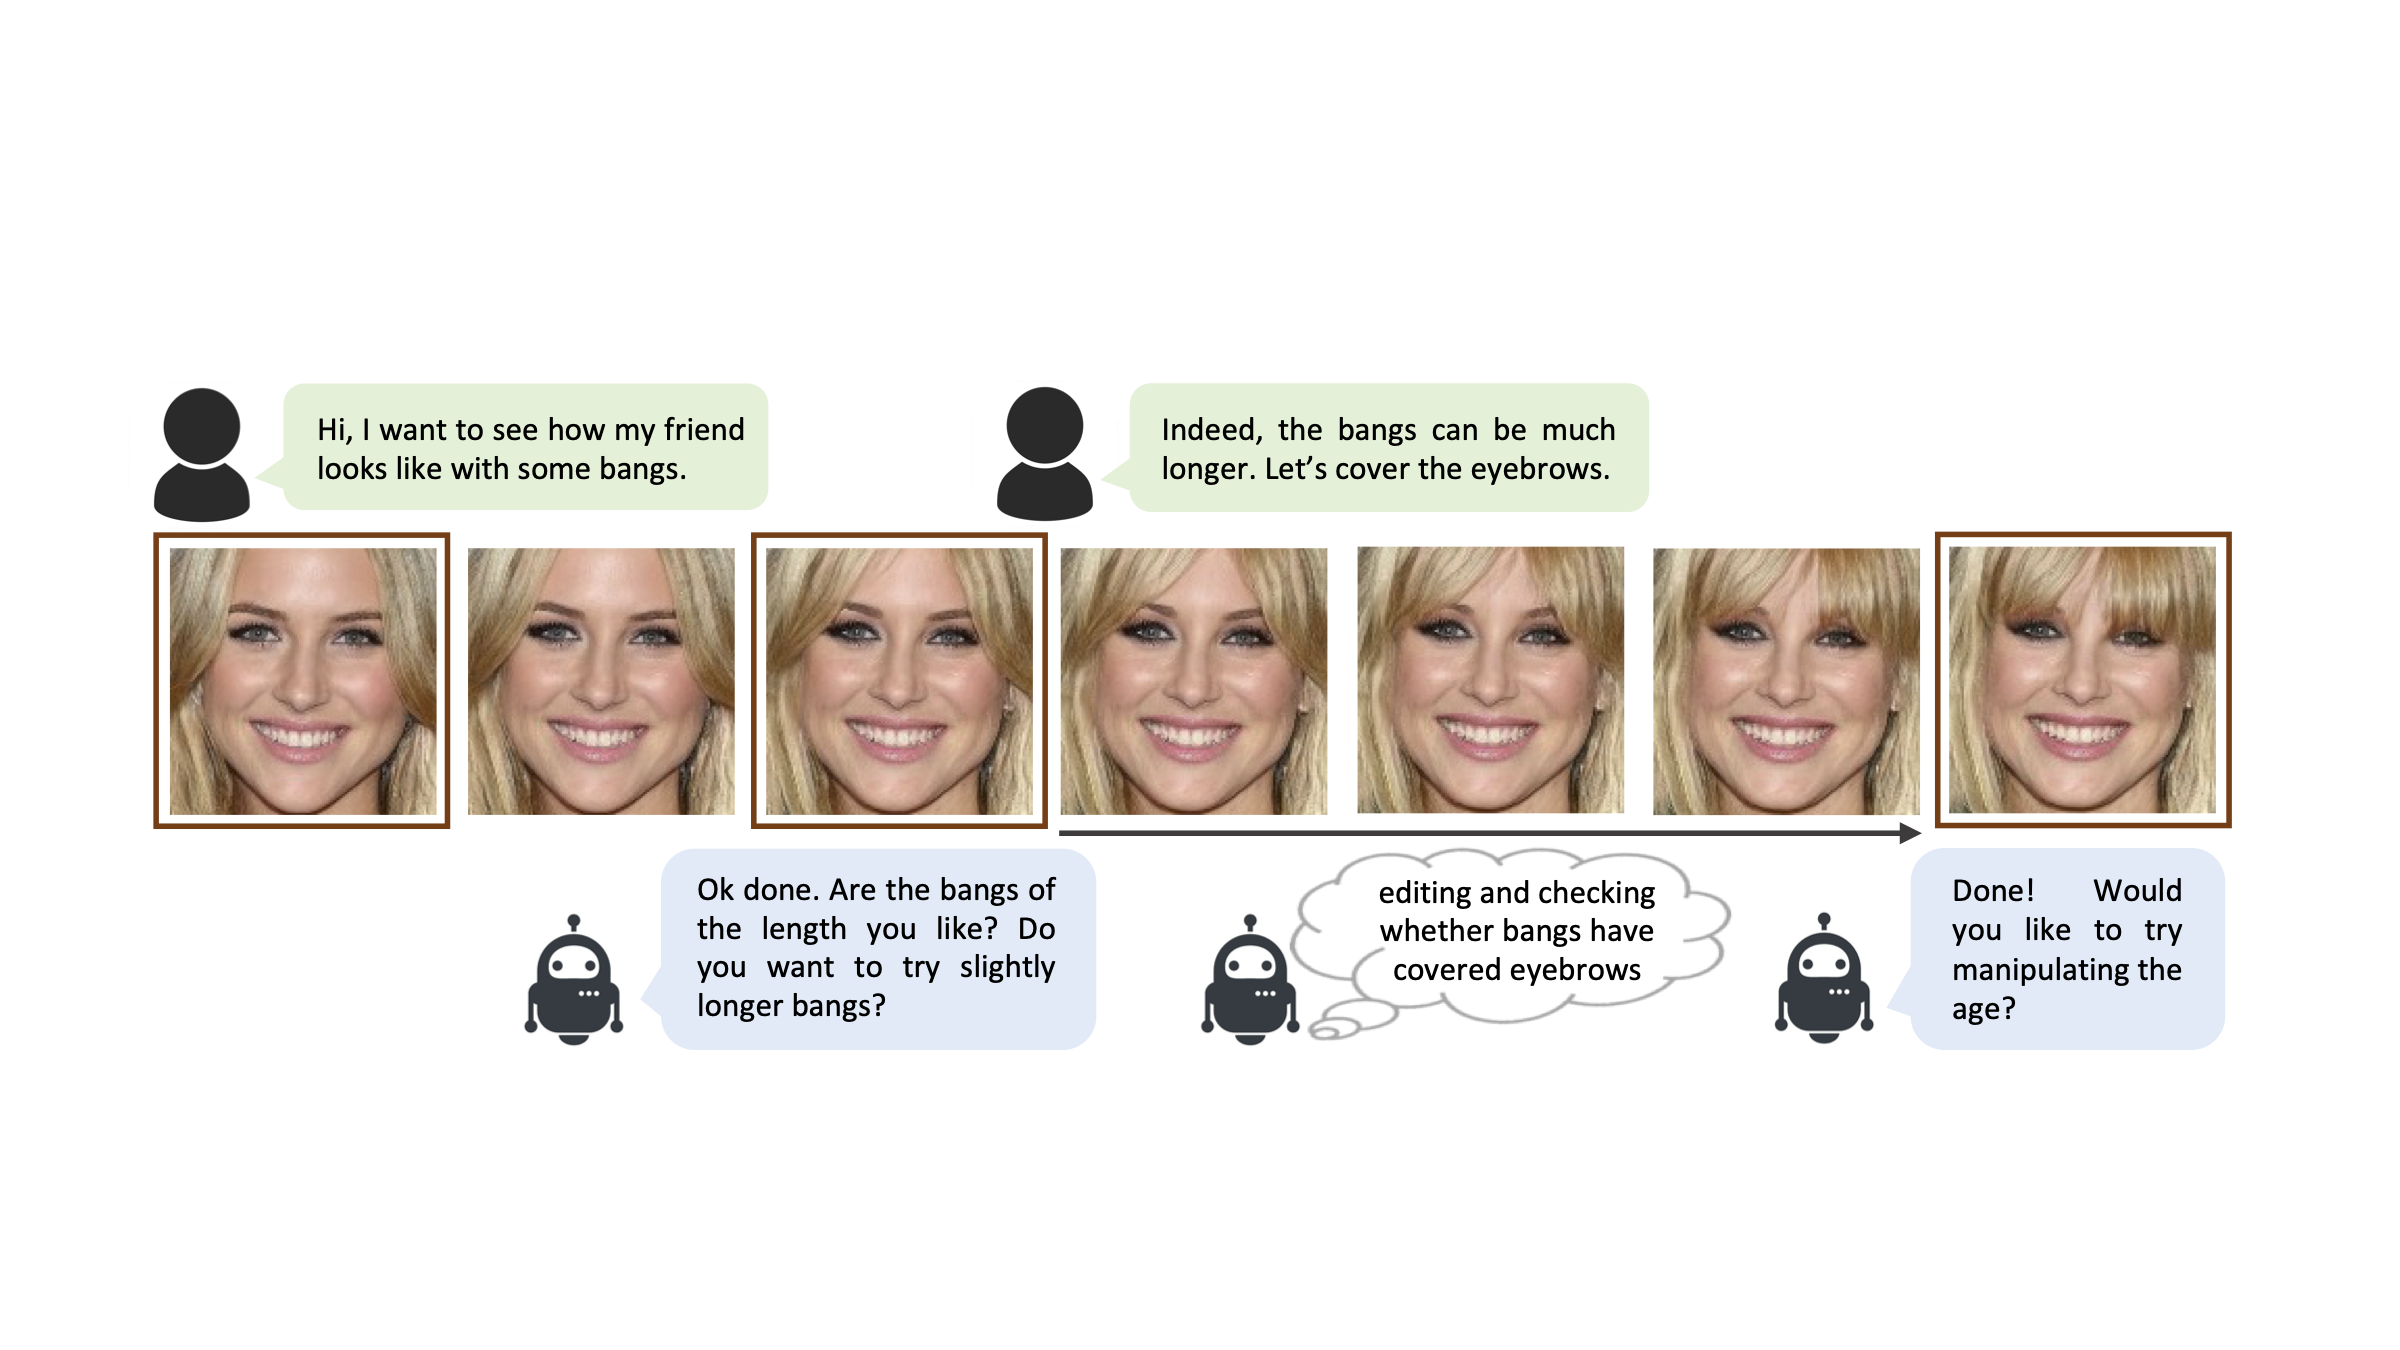 Hi, I want to see how my friend
looks like with some bangs.
Indeed, the bangs can be much
longer. Let’s cover the eyebrows.
Ok done. Are the bangs of
the length you like? Do
you want to try slightly
longer bangs?
editing and checking
whether bangs have
covered eyebrows
Done! Would
you like to try
manipulating the
age?